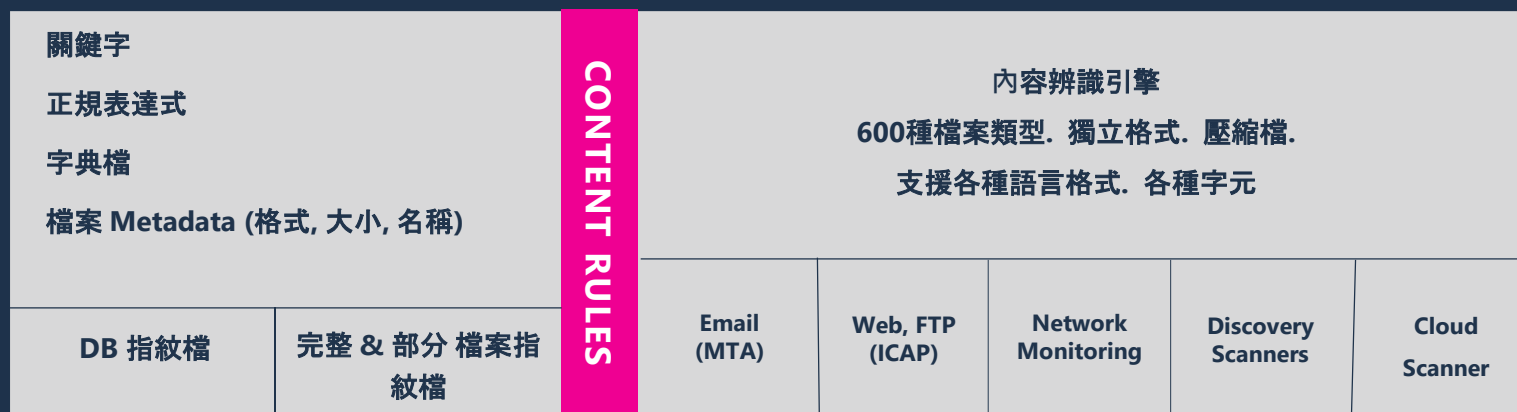 關鍵字
正規表達式
字典檔
檔案 Metadata (格式, 大小, 名稱)
DB 指紋檔
完整 & 部分 檔案指
紋檔
CONTENT RULES
內容辨識引擎
600種檔案類型. 獨立格式. 壓縮檔.
支援各種語言格式. 各種字元
Email
(MTA)
Web, FTP
(ICAP)
Network
Monitoring
Discovery
Scanners
Cloud
Scanner